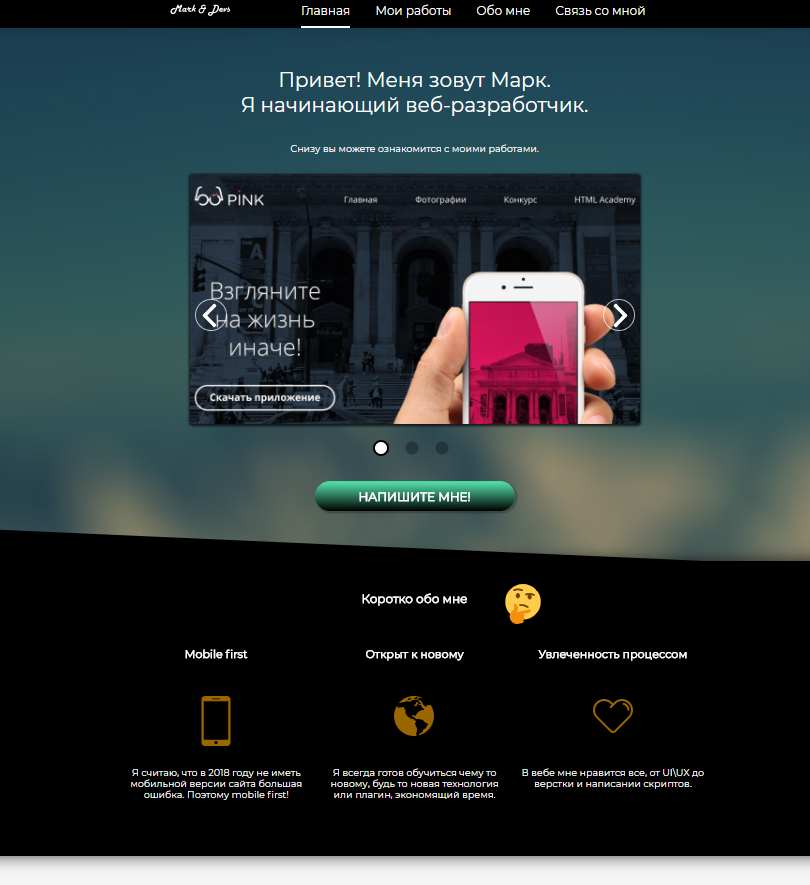 Mark & Devs
Главная Мои работы Обо мне Связь со мной
Привет! Меня зовут Марк.
Я начинающий веб-разработчик.
Снизу вы можете ознакомится с моими работами.
PINK Главная Фотографии Конкурс HTML Academy
Взгляните
на жизнь
иначе!
Скачать приложение
НАПИШИТЕ МНЕ!
Коротко обо мне
Mobile first
Открыт к новому
Увлеченность процессом
Я считаю, что в 2018 году не иметь
мобильной версии сайта большая
ошибка. Поэтому mobile first!
Я всегда готов обучиться чему то
новому, будь то новая технология
или плагин, экономящий время.
В вебе мне нравится все, от UI\UX до
верстки и написании скриптов.